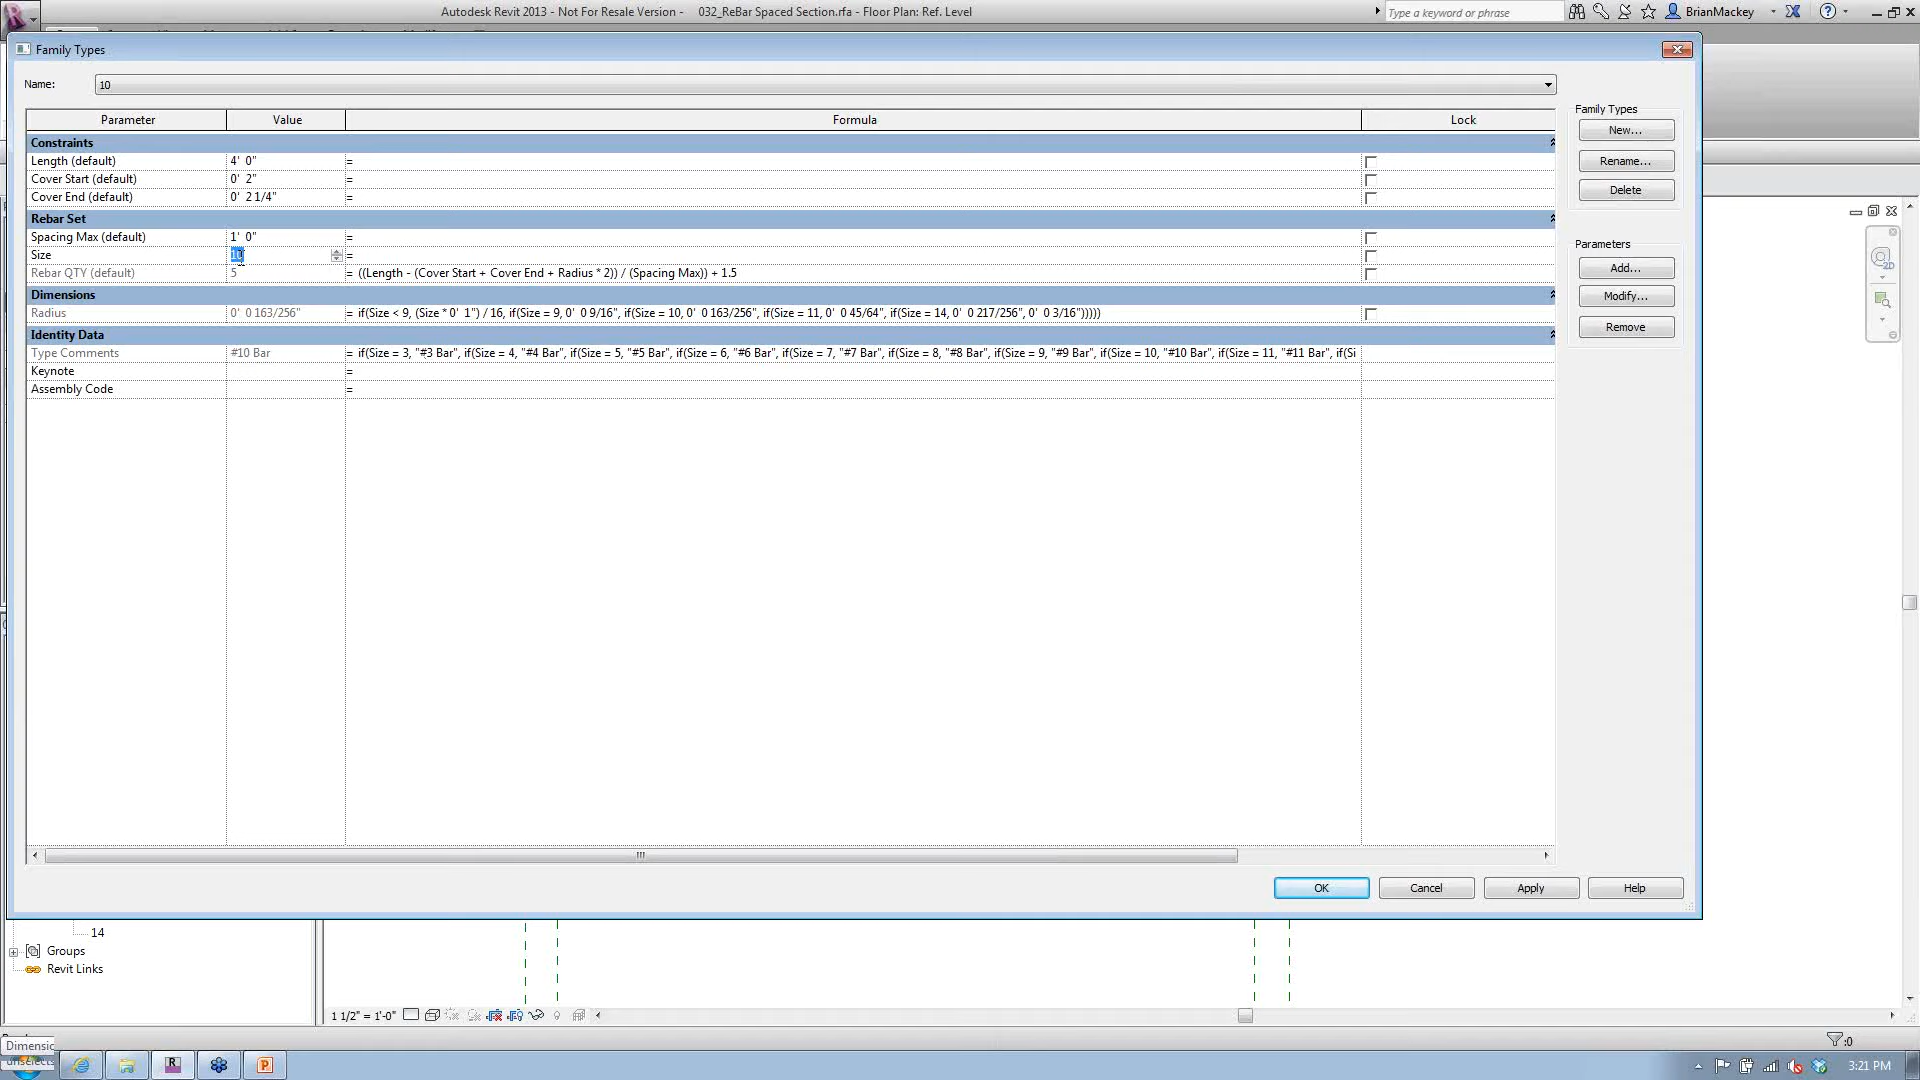 Autodesk Revit 2013 - Not For Resale Version -    032_ReBar Spaced Section.rfa - Floor Plan: Ref. Level
Type a keyword or phrase
BrianMackey
Family Types
Name:
10
Parameter Value Formula Lock
Constraints
Length (default) 4' 0" =
Cover Start (default) 0' 2" =
Cover End (default) 0' 2 1/4" =
Rebar Set
Spacing Max (default) 1' 0" =
Size 10 =
Rebar QTY (default) 5 = ((Length - (Cover Start + Cover End + Radius * 2)) / (Spacing Max)) + 1.5
Dimensions
Radius 0' 0 163/256" = if(Size < 9, (Size * 0' 1") / 16, if(Size = 9, 0' 0 9/16", if(Size = 10, 0' 0 163/256", if(Size = 11, 0' 0 45/64", if(Size = 14, 0' 0 217/256", 0' 0 3/16")))))
Identity Data
Type Comments #10 Bar = if(Size = 3, "#3 Bar", if(Size = 4, "#4 Bar", if(Size = 5, "#5 Bar", if(Size = 6, "#6 Bar", if(Size = 7, "#7 Bar", if(Size = 8, "#8 Bar", if(Size = 9, "#9 Bar", if(Size = 10, "#10 Bar", if(Size = 11, "#11 Bar", if(Si
Keynote =
Assembly Code =
Family Types
New...
Rename...
Delete
Parameters
Add...
Modify...
Remove
OK
Cancel
Apply
Help
14
Groups
Revit Links
1 1/2" = 1'-0"
:0
Dimensic
3:21 PM